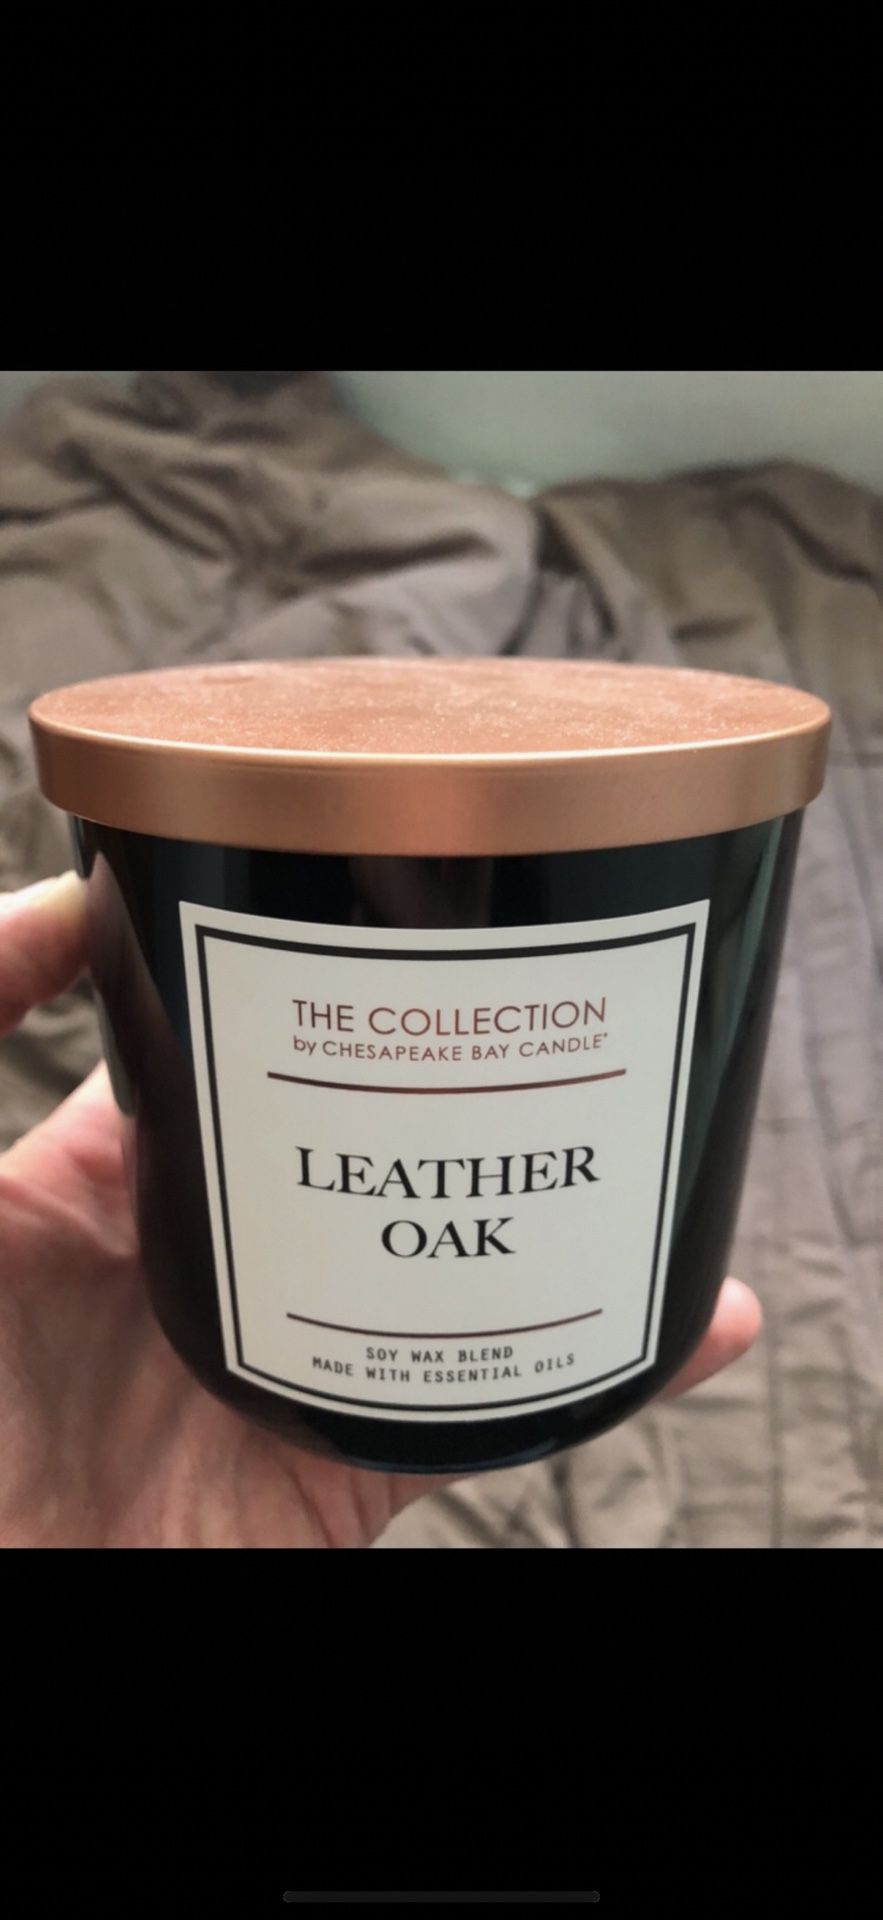 THE COLLECTION
by CHESAPEAKE BAY CANDLE®
LEATHER
OAK
SOY WAX BLEND
MADE WITH ESSENTIAL OILS